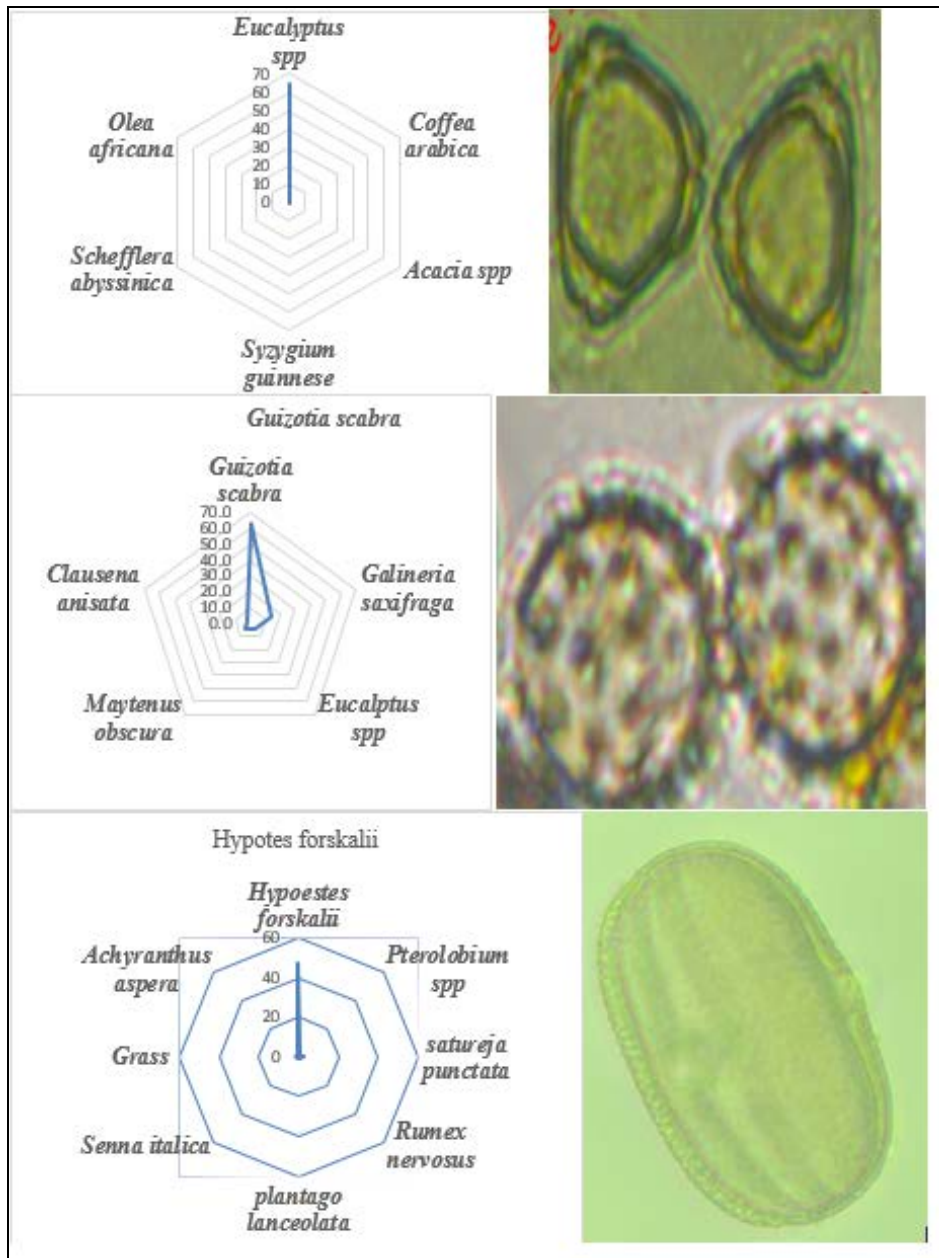 Eucalyptus
spp
70
60
50
40
30
20
10
0
Olea
africana
Coffea
arabica
Schefflera
abyssinica
Acacia spp
Syzygium
guinnese
Guizotia scabra
Guizotia
scabra
70.0
60.0
50.0
40.0
30.0
20.0
10.0
0.0
Clausena
anisata
Galineria
saxifraga
Maytenus
obscura
Eucalptus
spp
Hypotes forskalii
Hypoestes
forskalii
60
40
20
0
Achyranthus
aspera
Pterolobium
spp
Grass
satureja
punctata
Senna italica
Rumex
nervosus
plantago
lanceolata